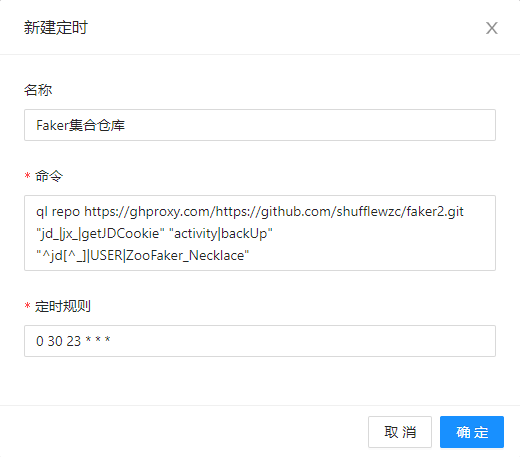 新建定时
名称
Faker集合仓库
* 命令
ql repo https://ghproxy.com/https://github.com/shufflewzc/faker2.git
"jd_|jx_|getJDCookie" "activity|backUp"
"^jd[^_]|USER|ZooFaker_Necklace"
* 定时规则
0 30 23 * * *
取 消
确 定